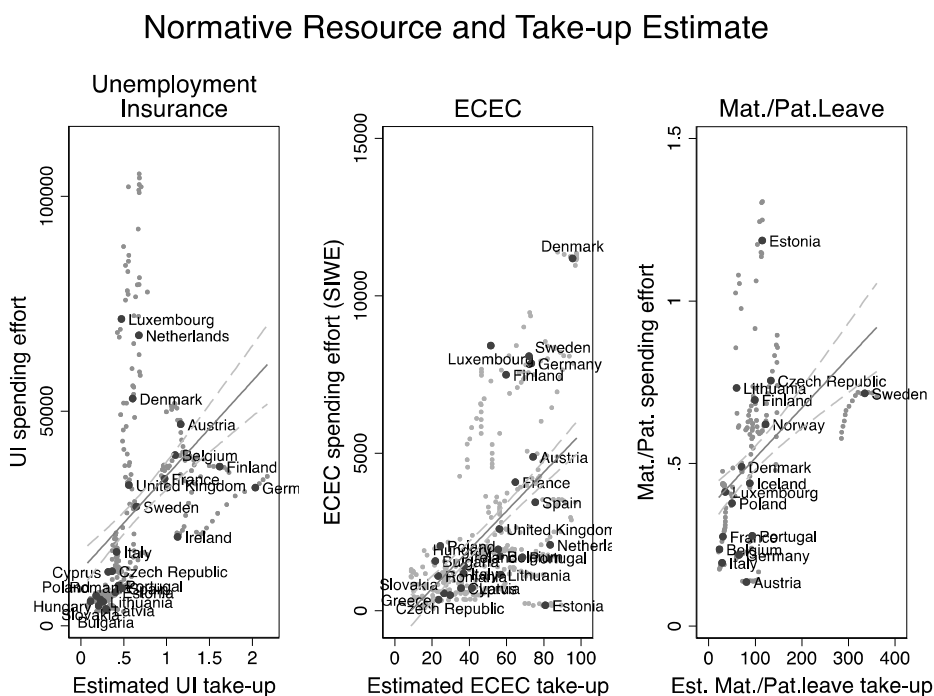 Normative Resource and Take-up Estimate
Unemployment
Insurance
UI spending effort
0
50000
100000
Luxembourg
Netherlands
Denmark
Austria
Belgium
Finland
France
United Kingdom
Germ
Sweden
Ireland
Italy
Cyprus
Czech Republic
Portugal
Estonia
Lithuania
Hungary
Latvia
Slovakia
Bulgaria
0
.5
1
1.5
2
Estimated UI take-up
ECEC
ECEC spending effort (SIWE)
0
5000
10000
15000
Denmark
Sweden
Luxembourg
Germany
Finland
Austria
France
Spain
United Kingdom
Netherla
Poland
Hungary
Bulgaria
Romania
Lithuania
Slovakia
Greece
Czech Republic
Estonia
0
20
40
60
80
100
Estimated ECEC take-up
Mat./Pat.Leave
Mat./Pat. spending effort
0
.5
1
1.5
Estonia
Czech Republic
Lithuania
Finland
Sweden
Norway
Denmark
Iceland
Luxembourg
Poland
Portugal
Belgium
Germany
Italy
Austria
0
100
200
300
400
Est. Mat./Pat.leave take-up